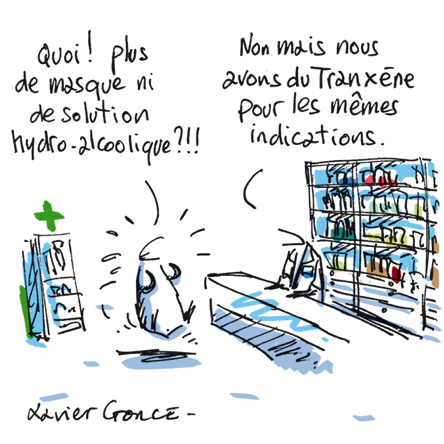 Quoi! plus
de masque ni
de solution
hydro-alcoolique?!!
Non mais nous
avons du Tranxène
pour les mêmes
indications.
Xavier Gorce -